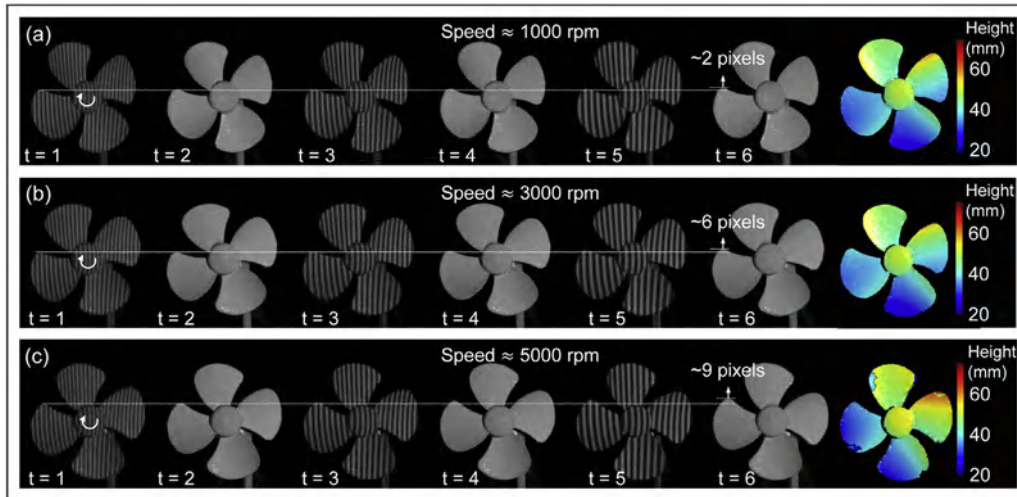 (a)
Speed ≈ 1000 rpm
~2 pixels
t = 1
t = 2
t = 3
t = 4
t = 5
t = 6
Height
(mm)
60
40
20
(b)
Speed ≈ 3000 rpm
~6 pixels
t = 1
t = 2
t = 3
t = 4
t = 5
t = 6
Height
(mm)
60
40
20
(c)
Speed ≈ 5000 rpm
~9 pixels
t = 1
t = 2
t = 3
t = 4
t = 5
t = 6
Height
(mm)
60
40
20